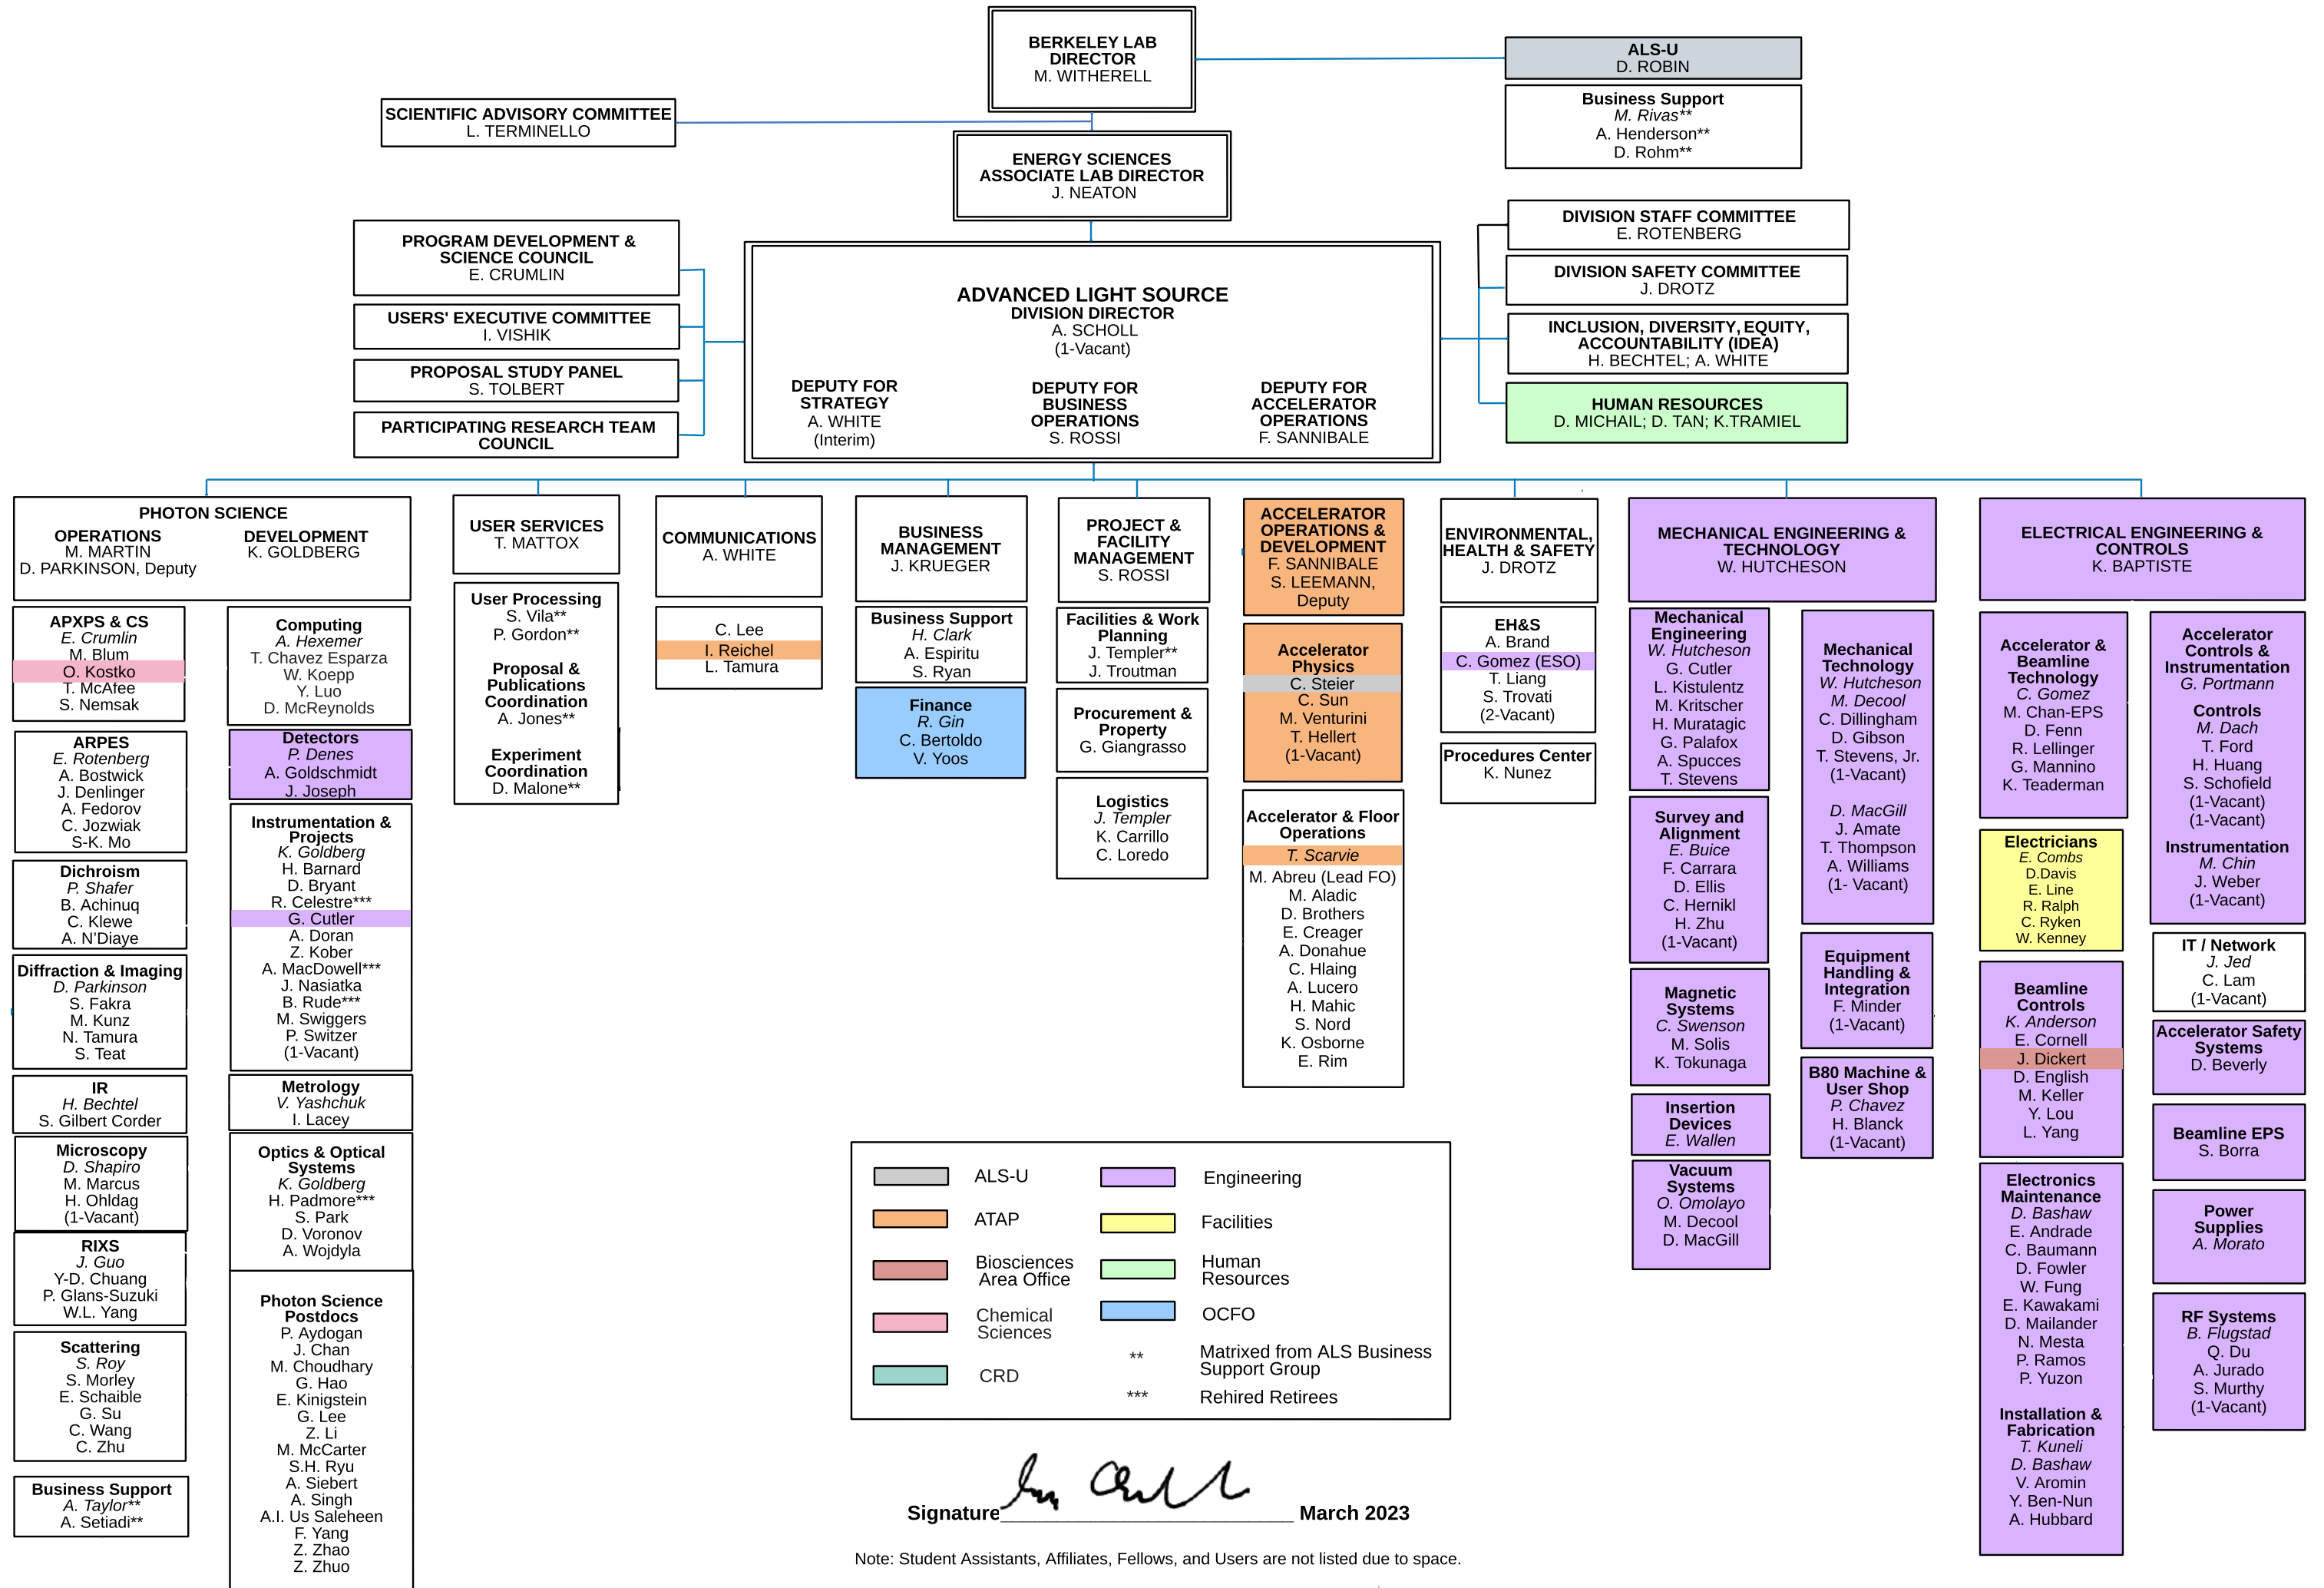 BERKELEY LAB
DIRECTOR
M. WITHERELL
ALS-U
D. ROBIN
Business Support
M. Rivas**
A. Henderson**
D. Rohm**
SCIENTIFIC ADVISORY COMMITTEE
L. TERMINELLO
ENERGY SCIENCES
ASSOCIATE LAB DIRECTOR
J. NEATON
PROGRAM DEVELOPMENT &
SCIENCE COUNCIL
E. CRUMLIN
USERS' EXECUTIVE COMMITTEE
I. VISHIK
PROPOSAL STUDY PANEL
S. TOLBERT
PARTICIPATING RESEARCH TEAM
COUNCIL
ADVANCED LIGHT SOURCE
DIVISION DIRECTOR
A. SCHOLL
(1-Vacant)
DEPUTY FOR
STRATEGY
A. WHITE
(Interim)
DEPUTY FOR
BUSINESS
OPERATIONS
S. ROSSI
DEPUTY FOR
ACCELERATOR
OPERATIONS
F. SANNIBALE
DIVISION STAFF COMMITTEE
E. ROTENBERG
DIVISION SAFETY COMMITTEE
J. DROTZ
INCLUSION, DIVERSITY, EQUITY,
ACCOUNTABILITY (IDEA)
H. BECHTEL; A. WHITE
HUMAN RESOURCES
D. MICHAIL; D. TAN; K.TRAMIEL
PHOTON SCIENCE
OPERATIONS
M. MARTIN
D. PARKINSON, Deputy
DEVELOPMENT
K. GOLDBERG
APXPS & CS
E. Crumlin
M. Blum
O. Kostko
T. McAfee
S. Nemsak
ARPES
E. Rotenberg
A. Bostwick
J. Denlinger
A. Fedorov
C. Jozwiak
S-K. Mo
Dichroism
P. Shafer
B. Achinuq
C. Klewe
A. N’Diaye
Diffraction & Imaging
D. Parkinson
S. Fakra
M. Kunz
N. Tamura
S. Teat
IR
H. Bechtel
S. Gilbert Corder
Microscopy
D. Shapiro
M. Marcus
H. Ohldag
(1-Vacant)
RIXS
J. Guo
Y-D. Chuang
P. Glans-Suzuki
W.L. Yang
Scattering
S. Roy
S. Morley
E. Schaible
G. Su
C. Wang
C. Zhu
Business Support
A. Taylor**
A. Setiadi**
Computing
A. Hexemer
T. Chavez Esparza
W. Koepp
Y. Luo
D. McReynolds
Detectors
P. Denes
A. Goldschmidt
J. Joseph
Instrumentation &
Projects
K. Goldberg
H. Barnard
D. Bryant
R. Celestre***
G. Cutler
A. Doran
Z. Kober
A. MacDowell***
J. Nasiatka
B. Rude***
M. Swiggers
P. Switzer
(1-Vacant)
Metrology
V. Yashchuk
I. Lacey
Optics & Optical
Systems
K. Goldberg
H. Padmore***
S. Park
D. Voronov
A. Wojdyla
Photon Science
Postdocs
P. Aydogan
J. Chan
M. Choudhary
G. Hao
E. Kinigstein
G. Lee
Z. Li
M. McCarter
S.H. Ryu
A. Siebert
A. Singh
A.I. Us Saleheen
F. Yang
Z. Zhao
Z. Zhuo
USER SERVICES
T. MATTOX
User Processing
S. Vila**
P. Gordon**
Proposal &
Publications
Coordination
A. Jones**
Experiment
Coordination
D. Malone**
COMMUNICATIONS
A. WHITE
C. Lee
I. Reichel
L. Tamura
BUSINESS
MANAGEMENT
J. KRUEGER
Business Support
H. Clark
A. Espiritu
S. Ryan
Finance
R. Gin
C. Bertoldo
V. Yoos
PROJECT &
FACILITY
MANAGEMENT
S. ROSSI
Facilities & Work
Planning
J. Templer**
J. Troutman
Procurement &
Property
G. Giangrasso
Logistics
J. Templer
K. Carrillo
C. Loredo
ACCELERATOR
OPERATIONS &
DEVELOPMENT
F. SANNIBALE
S. LEEMANN,
Deputy
Accelerator
Physics
C. Steier
C. Sun
M. Venturini
T. Hellert
(1-Vacant)
Accelerator & Floor
Operations
T. Scarvie
M. Abreu (Lead FO)
M. Aladic
D. Brothers
E. Creager
A. Donahue
C. Hlaing
A. Lucero
H. Mahic
S. Nord
K. Osborne
E. Rim
ENVIRONMENTAL,
HEALTH & SAFETY
J. DROTZ
EH&S
A. Brand
C. Gomez (ESO)
T. Liang
S. Trovati
(2-Vacant)
Procedures Center
K. Nunez
MECHANICAL ENGINEERING &
TECHNOLOGY
W. HUTCHESON
Mechanical
Engineering
W. Hutcheson
G. Cutler
L. Kistulentz
M. Kritscher
H. Muratagic
G. Palafox
A. Spucces
T. Stevens
Survey and
Alignment
E. Buice
F. Carrara
D. Ellis
C. Hernikl
H. Zhu
(1-Vacant)
Magnetic
Systems
C. Swenson
M. Solis
K. Tokunaga
Insertion
Devices
E. Wallen
Vacuum
Systems
O. Omolayo
M. Decool
D. MacGill
Mechanical
Technology
W. Hutcheson
M. Decool
C. Dillingham
D. Gibson
T. Stevens, Jr.
(1-Vacant)
D. MacGill
J. Amate
T. Thompson
A. Williams
(1- Vacant)
Equipment
Handling &
Integration
F. Minder
(1-Vacant)
B80 Machine &
User Shop
P. Chavez
H. Blanck
(1-Vacant)
ELECTRICAL ENGINEERING &
CONTROLS
K. BAPTISTE
Accelerator &
Beamline
Technology
C. Gomez
M. Chan-EPS
D. Fenn
R. Lellinger
G. Mannino
K. Teaderman
Electricians
E. Combs
D.Davis
E. Line
R. Ralph
C. Ryken
W. Kenney
Beamline
Controls
K. Anderson
E. Cornell
J. Dickert
D. English
M. Keller
Y. Lou
L. Yang
Electronics
Maintenance
D. Bashaw
E. Andrade
C. Baumann
D. Fowler
W. Fung
E. Kawakami
D. Mailander
N. Mesta
P. Ramos
P. Yuzon
Installation &
Fabrication
T. Kuneli
D. Bashaw
V. Aromin
Y. Ben-Nun
A. Hubbard
Accelerator
Controls &
Instrumentation
G. Portmann
Controls
M. Dach
T. Ford
H. Huang
S. Schofield
(1-Vacant)
(1-Vacant)
Instrumentation
M. Chin
J. Weber
(1-Vacant)
IT / Network
J. Jed
C. Lam
(1-Vacant)
Accelerator Safety
Systems
D. Beverly
Beamline EPS
S. Borra
Power
Supplies
A. Morato
RF Systems
B. Flugstad
Q. Du
A. Jurado
S. Murthy
(1-Vacant)
ALS-U
ATAP
Biosciences
Area Office
Chemical
Sciences
CRD
Engineering
Facilities
Human
Resources
OCFO
** Matrixed from ALS Business
Support Group
*** Rehired Retirees
Signature__________________________ March 2023
Note: Student Assistants, Affiliates, Fellows, and Users are not listed due to space.